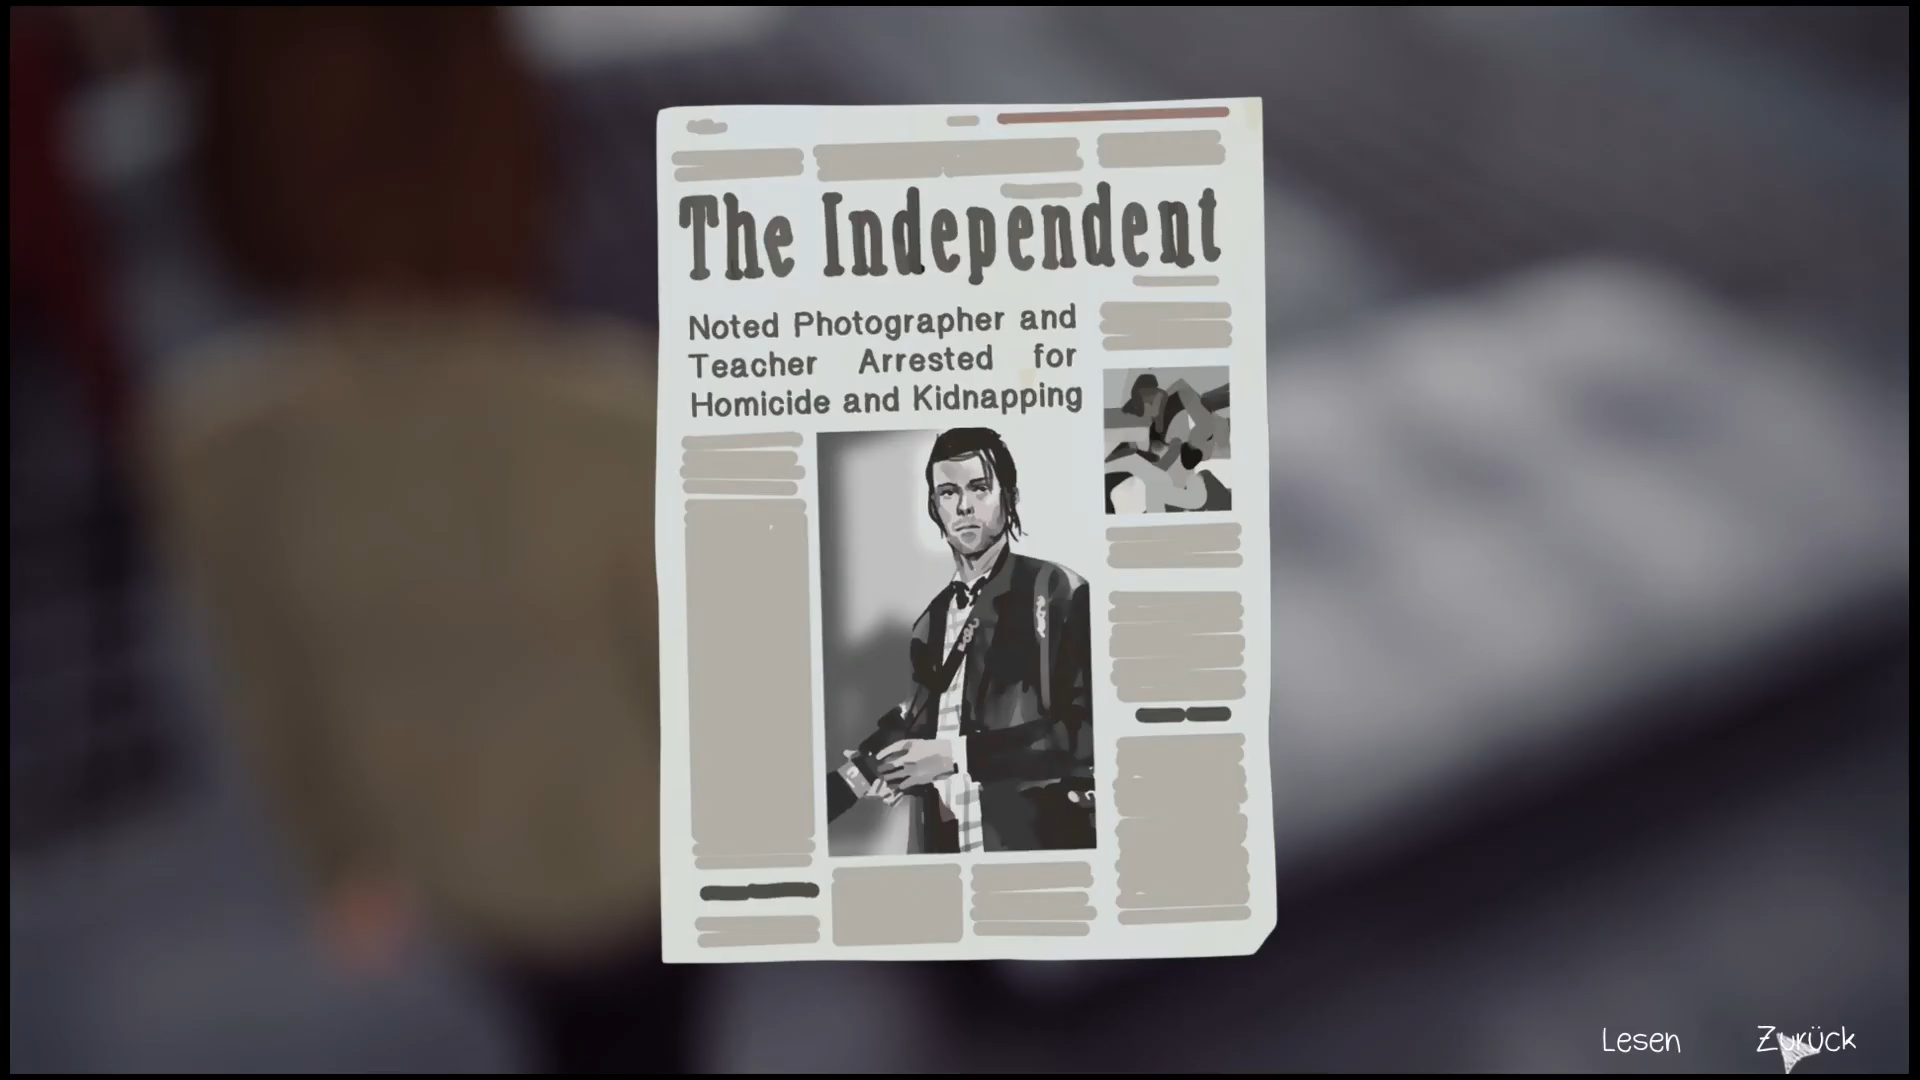 The Independent
Noted Photographer and
Teacher Arrested for
Homicide and Kidnapping
Lesen
Zurück